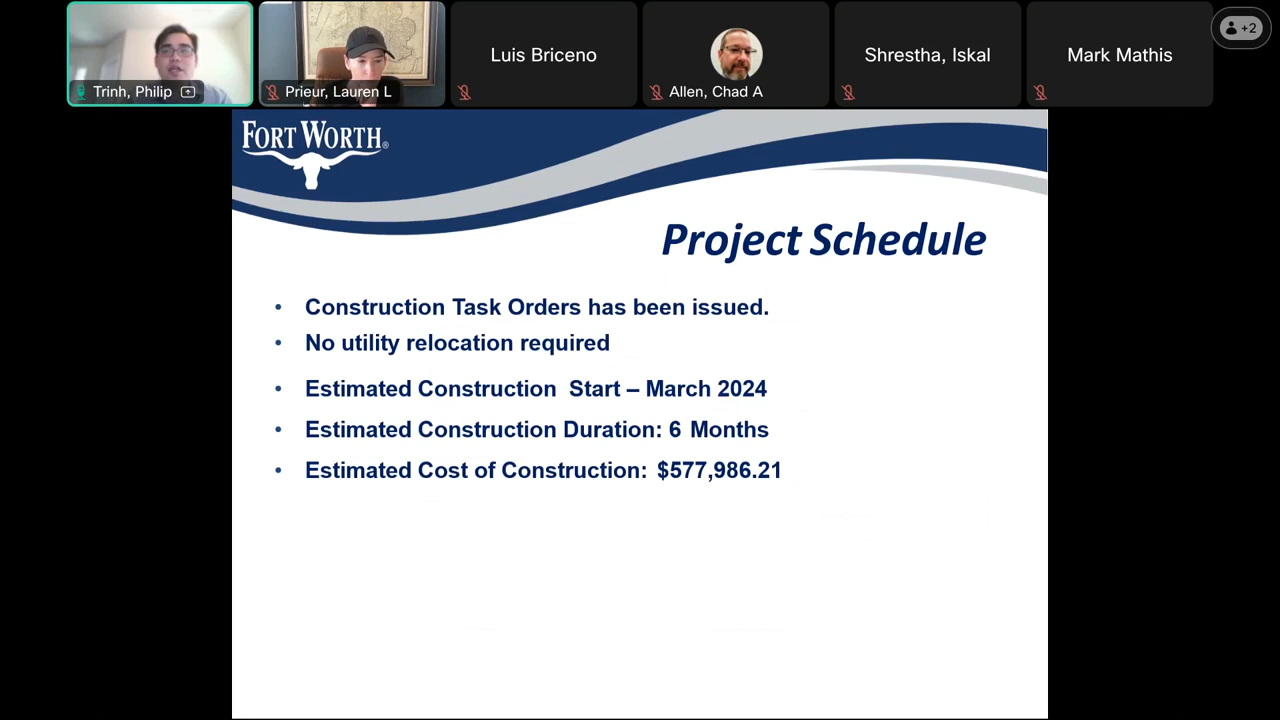 Trinh, Philip
Prieur, Lauren L
Luis Briceno
Allen, Chad A
Shrestha, Iskal
Mark Mathis
+2
FORT WORTH®
Project Schedule
• Construction Task Orders has been issued.
• No utility relocation required
• Estimated Construction  Start – March 2024
• Estimated Construction Duration: 6 Months
• Estimated Cost of Construction: $577,986.21